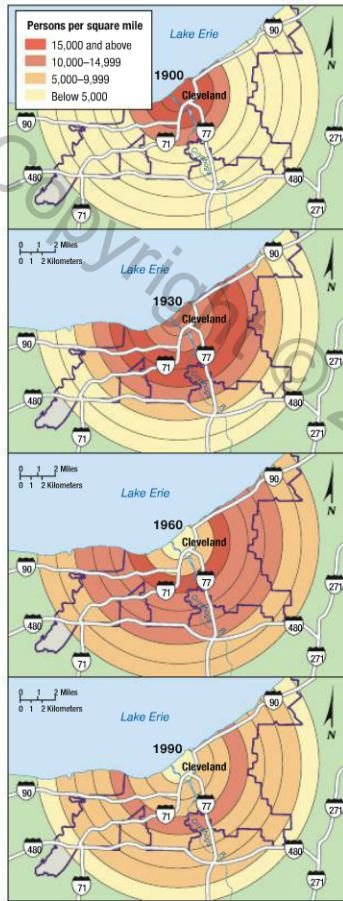 Persons per square mile
15,000 and above
10,000–14,999
5,000–9,999
Below 5,000
Lake Erie
90
N
1900
Cleveland
90
77
71
271
480
480
71
271
Copyright © 2
0 1 2 Miles
0 1 2 Kilometers
Lake Erie
90
N
1930
Cleveland
90
77
71
480
480
71
271
0 1 2 Miles
0 1 2 Kilometers
Lake Erie
90
N
1960
Cleveland
90
77
71
480
480
71
271
0 1 2 Miles
0 1 2 Kilometers
Lake Erie
90
N
1990
Cleveland
90
77
71
480
480
71
271